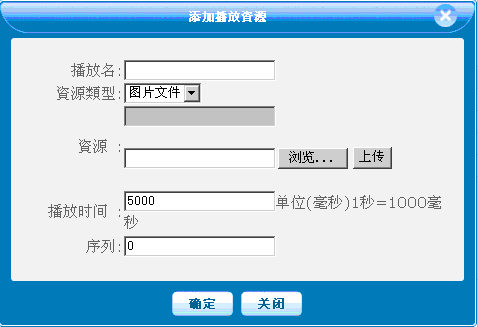 添加播放資源
播放名:
資源類型: 图片文件
資源 :
浏览... 上传
播放时间 : 5000 单位(毫秒)1秒=1000毫
秒
序列: 0
确定 关闭